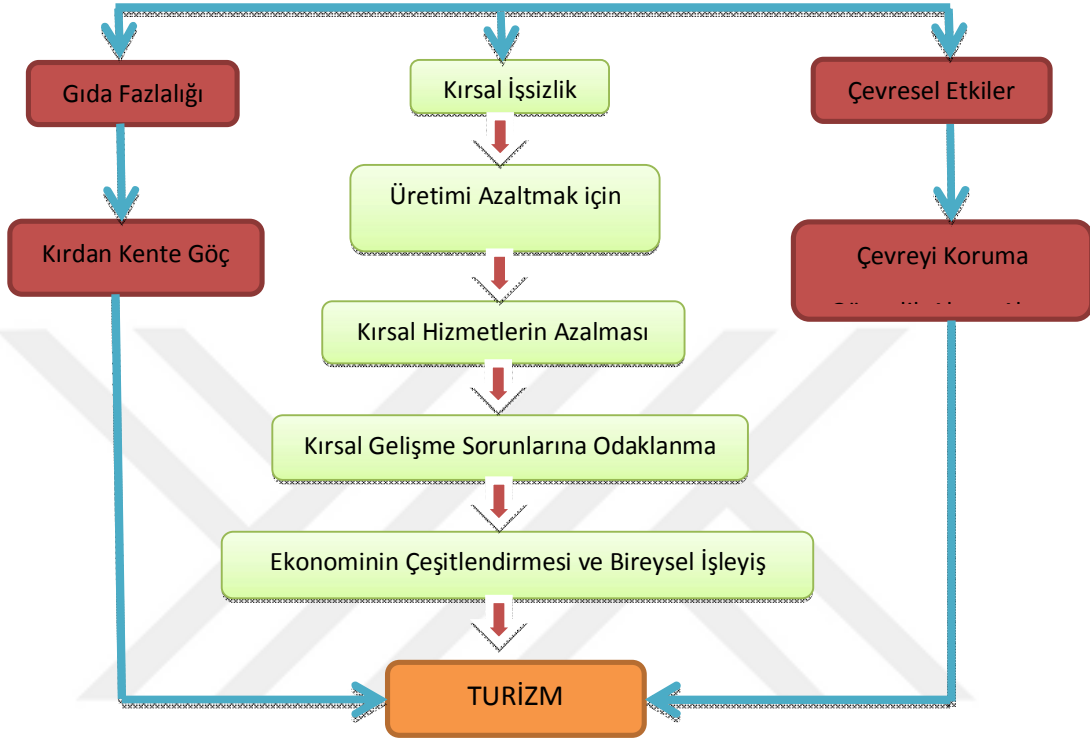 Gıda Fazlalığı
Kırsal İşsizlik
Çevresel Etkiler
Üretimi Azaltmak için
Kırdan Kente Göç
Çevreyi Koruma
Kırsal Hizmetlerin Azalması
Kırsal Gelişme Sorunlarına Odaklanma
Ekonominin Çeşitlendirmesi ve Bireysel İşleyiş
TURİZM